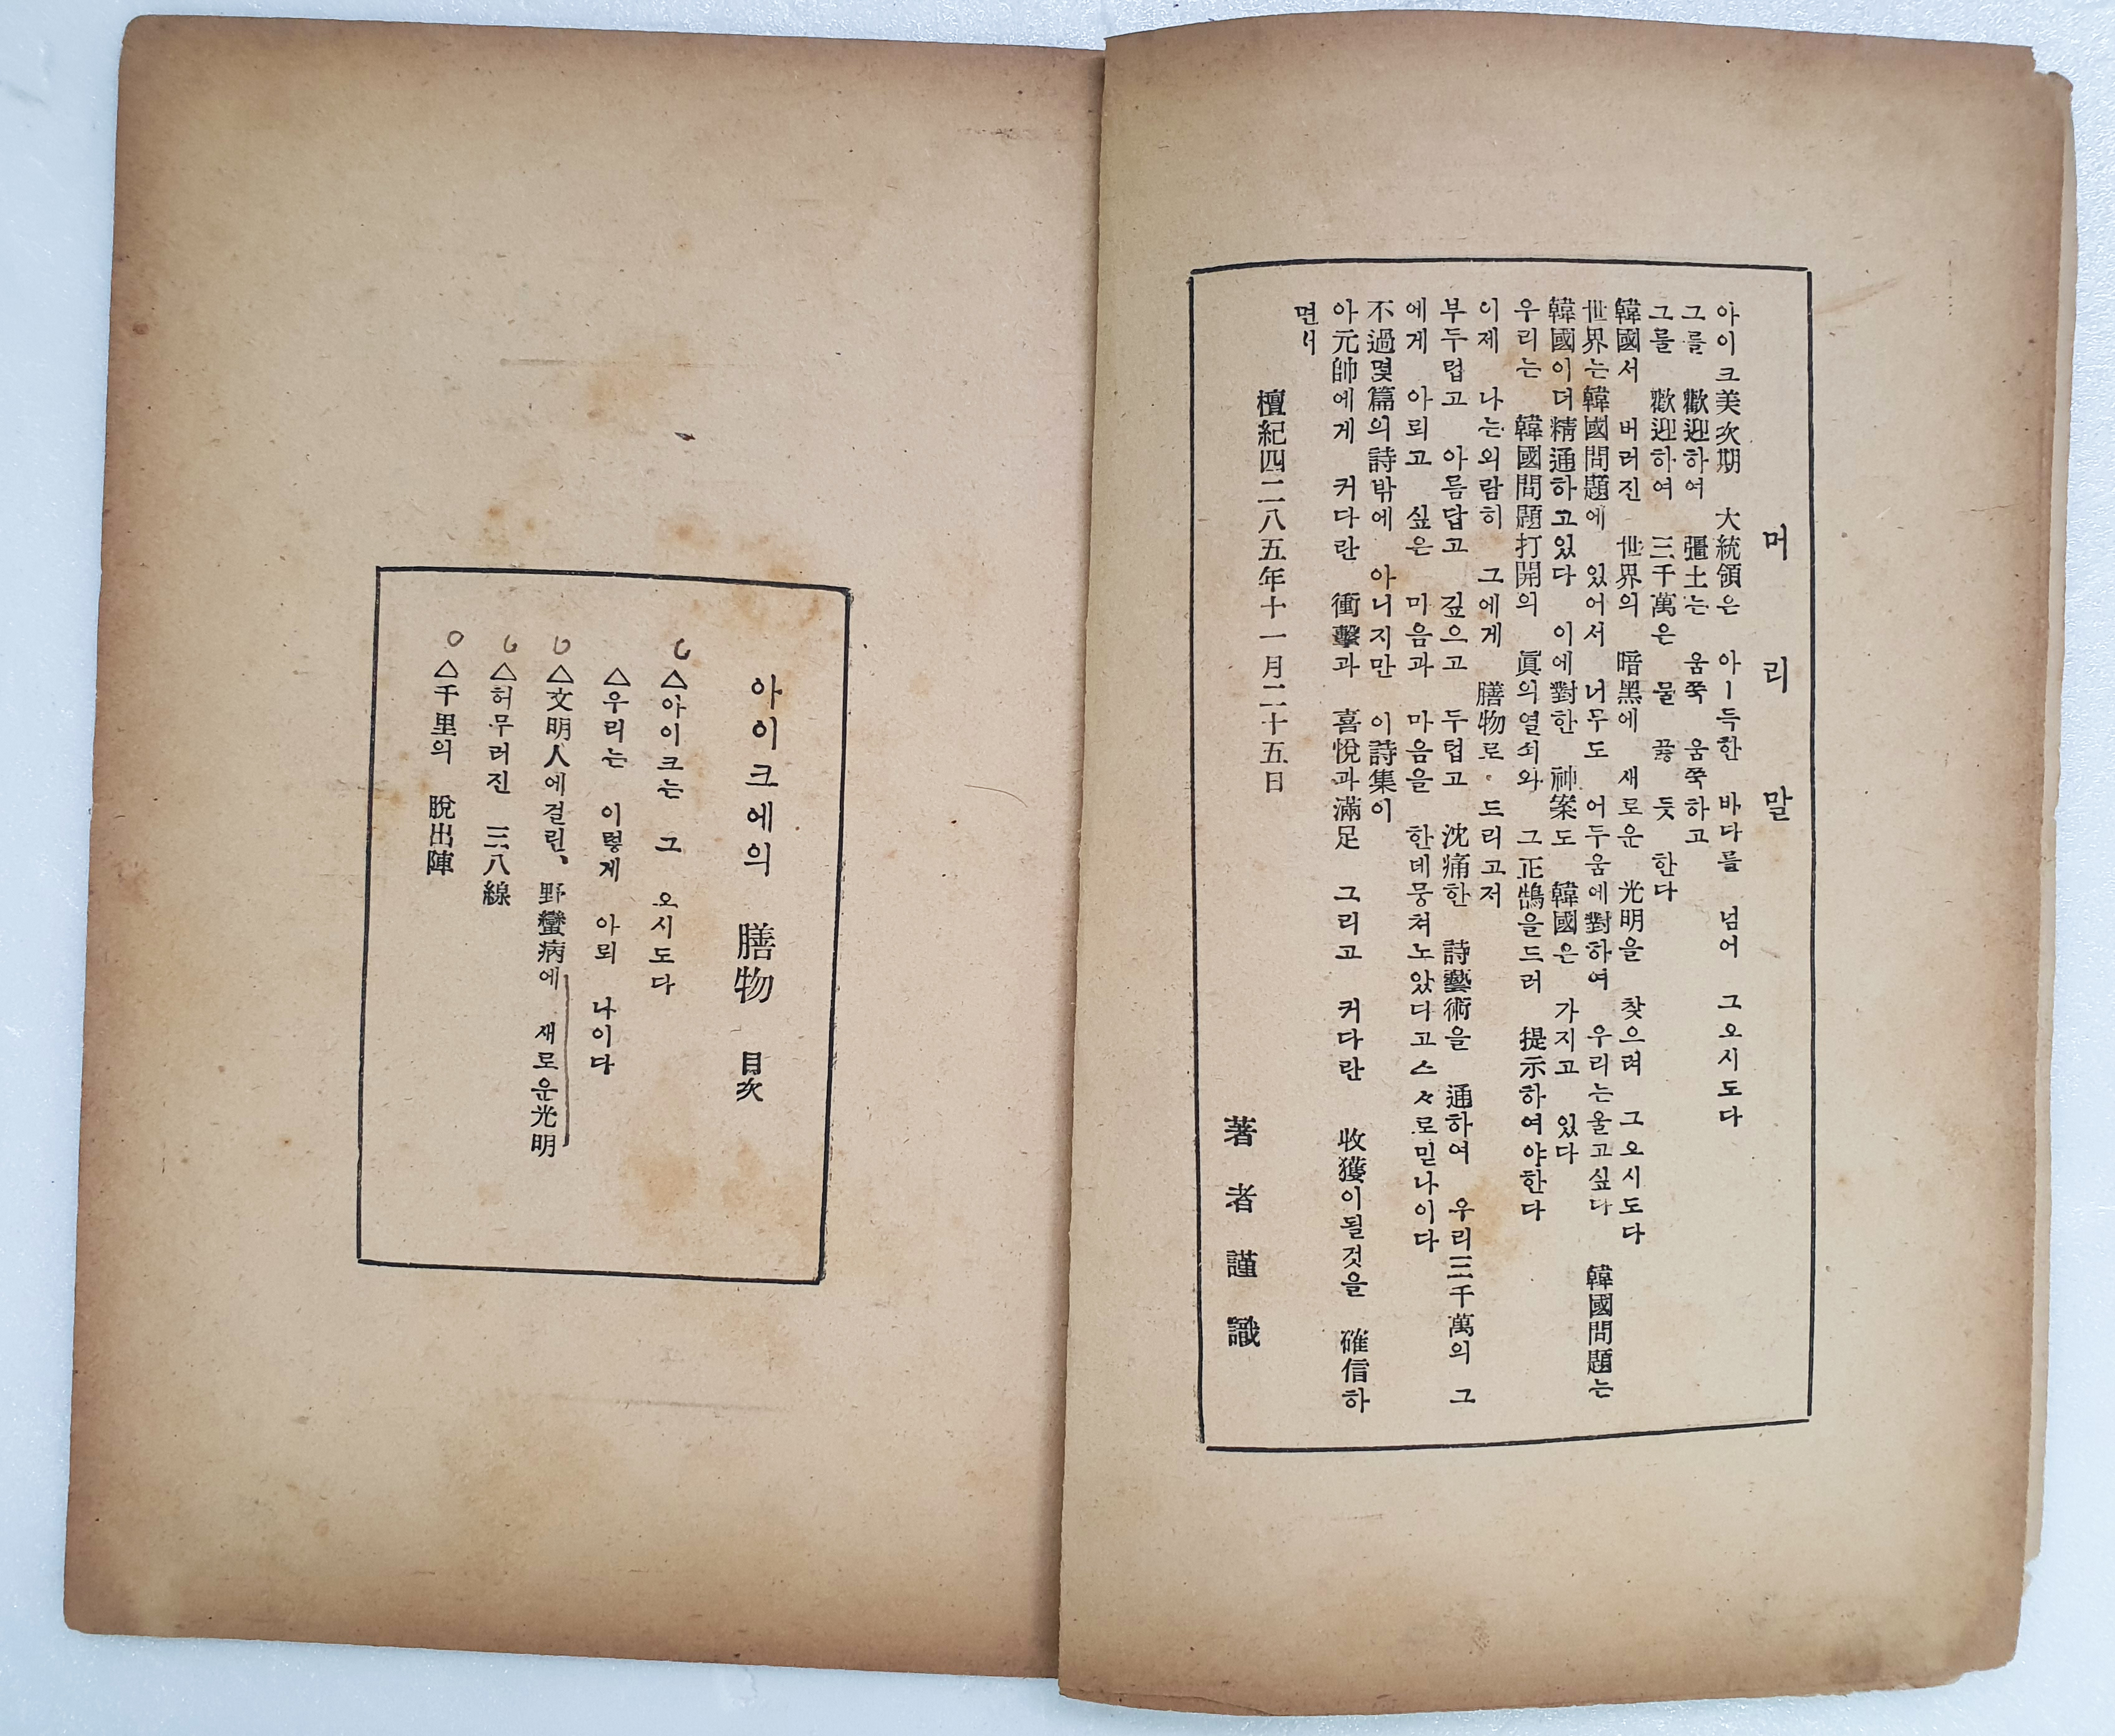 머리말
아이크美次期 大統領은 아ー득한 바다를 넘어 그오시도다
그를 歡迎하여 疆土는 움쭉 움쭉하고
그를 歡迎하여 三千萬은 물 끓 듯 한다
韓國서 버러진 世界의 暗黑에 새로운 光明을 찾으려 그오시도다
世界는韓國問題에 있어서 너무도 어두움에對하여 우리는울고싶다 韓國問題는
韓國이더精通하고있다 이에對한 神案도 韓國은 가지고 있다
우리는 韓國問題打開의 眞의열쇠와 그正鵠을드러 提示하여야한다
이제 나는외람히 그에게 膳物로 드리고저
부두럽고 아름답고 깊으고 두텁고 沈痛한 詩藝術을 通하여 우리三千萬의 그
에게 아뢰고 싶은 미음과 마음을 한데뭉쳐노았다고스々로믿나이다
不過몇篇의詩밖에 아니지만 이詩集이
아元帥에게 커다란 衝擊과 喜悅과滿足 그리고 커다란 收獲이될것을 確信하
면서
檀紀四二八五年十一月二十五日
著者謹識
아이크에의 膳物 目次
△아이크는 그 오시도다
△우리는 이렇게 아뢰 나이다
△文明人에걸린、野蠻病에 새로운光明
△허무러진 三八線
△千里의 脫出陣